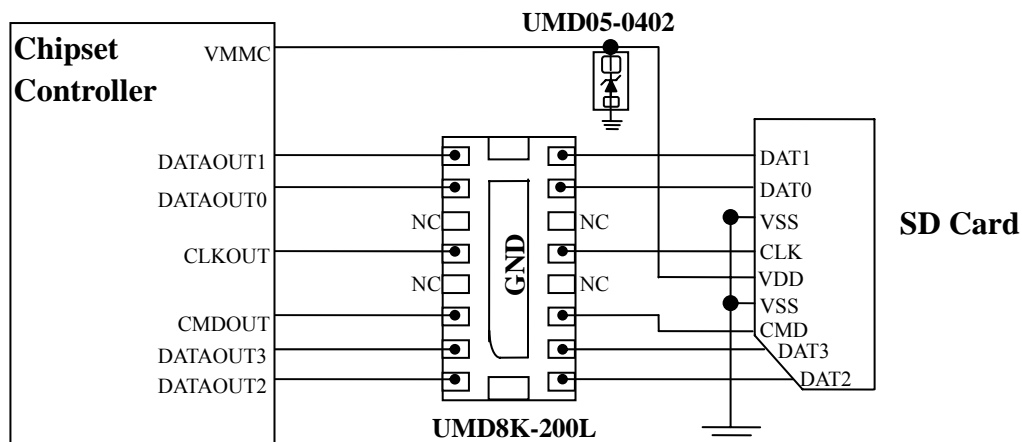 UMD05-0402
Chipset
Controller
VMMC
DATAOUT1
DATAOUT0
NC
CLKOUT
NC
CMDOUT
DATAOUT3
DATAOUT2
GND
NC
NC
UMD8K-200L
DAT1
DAT0
VSS
CLK
VDD
VSS
CMD
DAT3
DAT2
SD Card